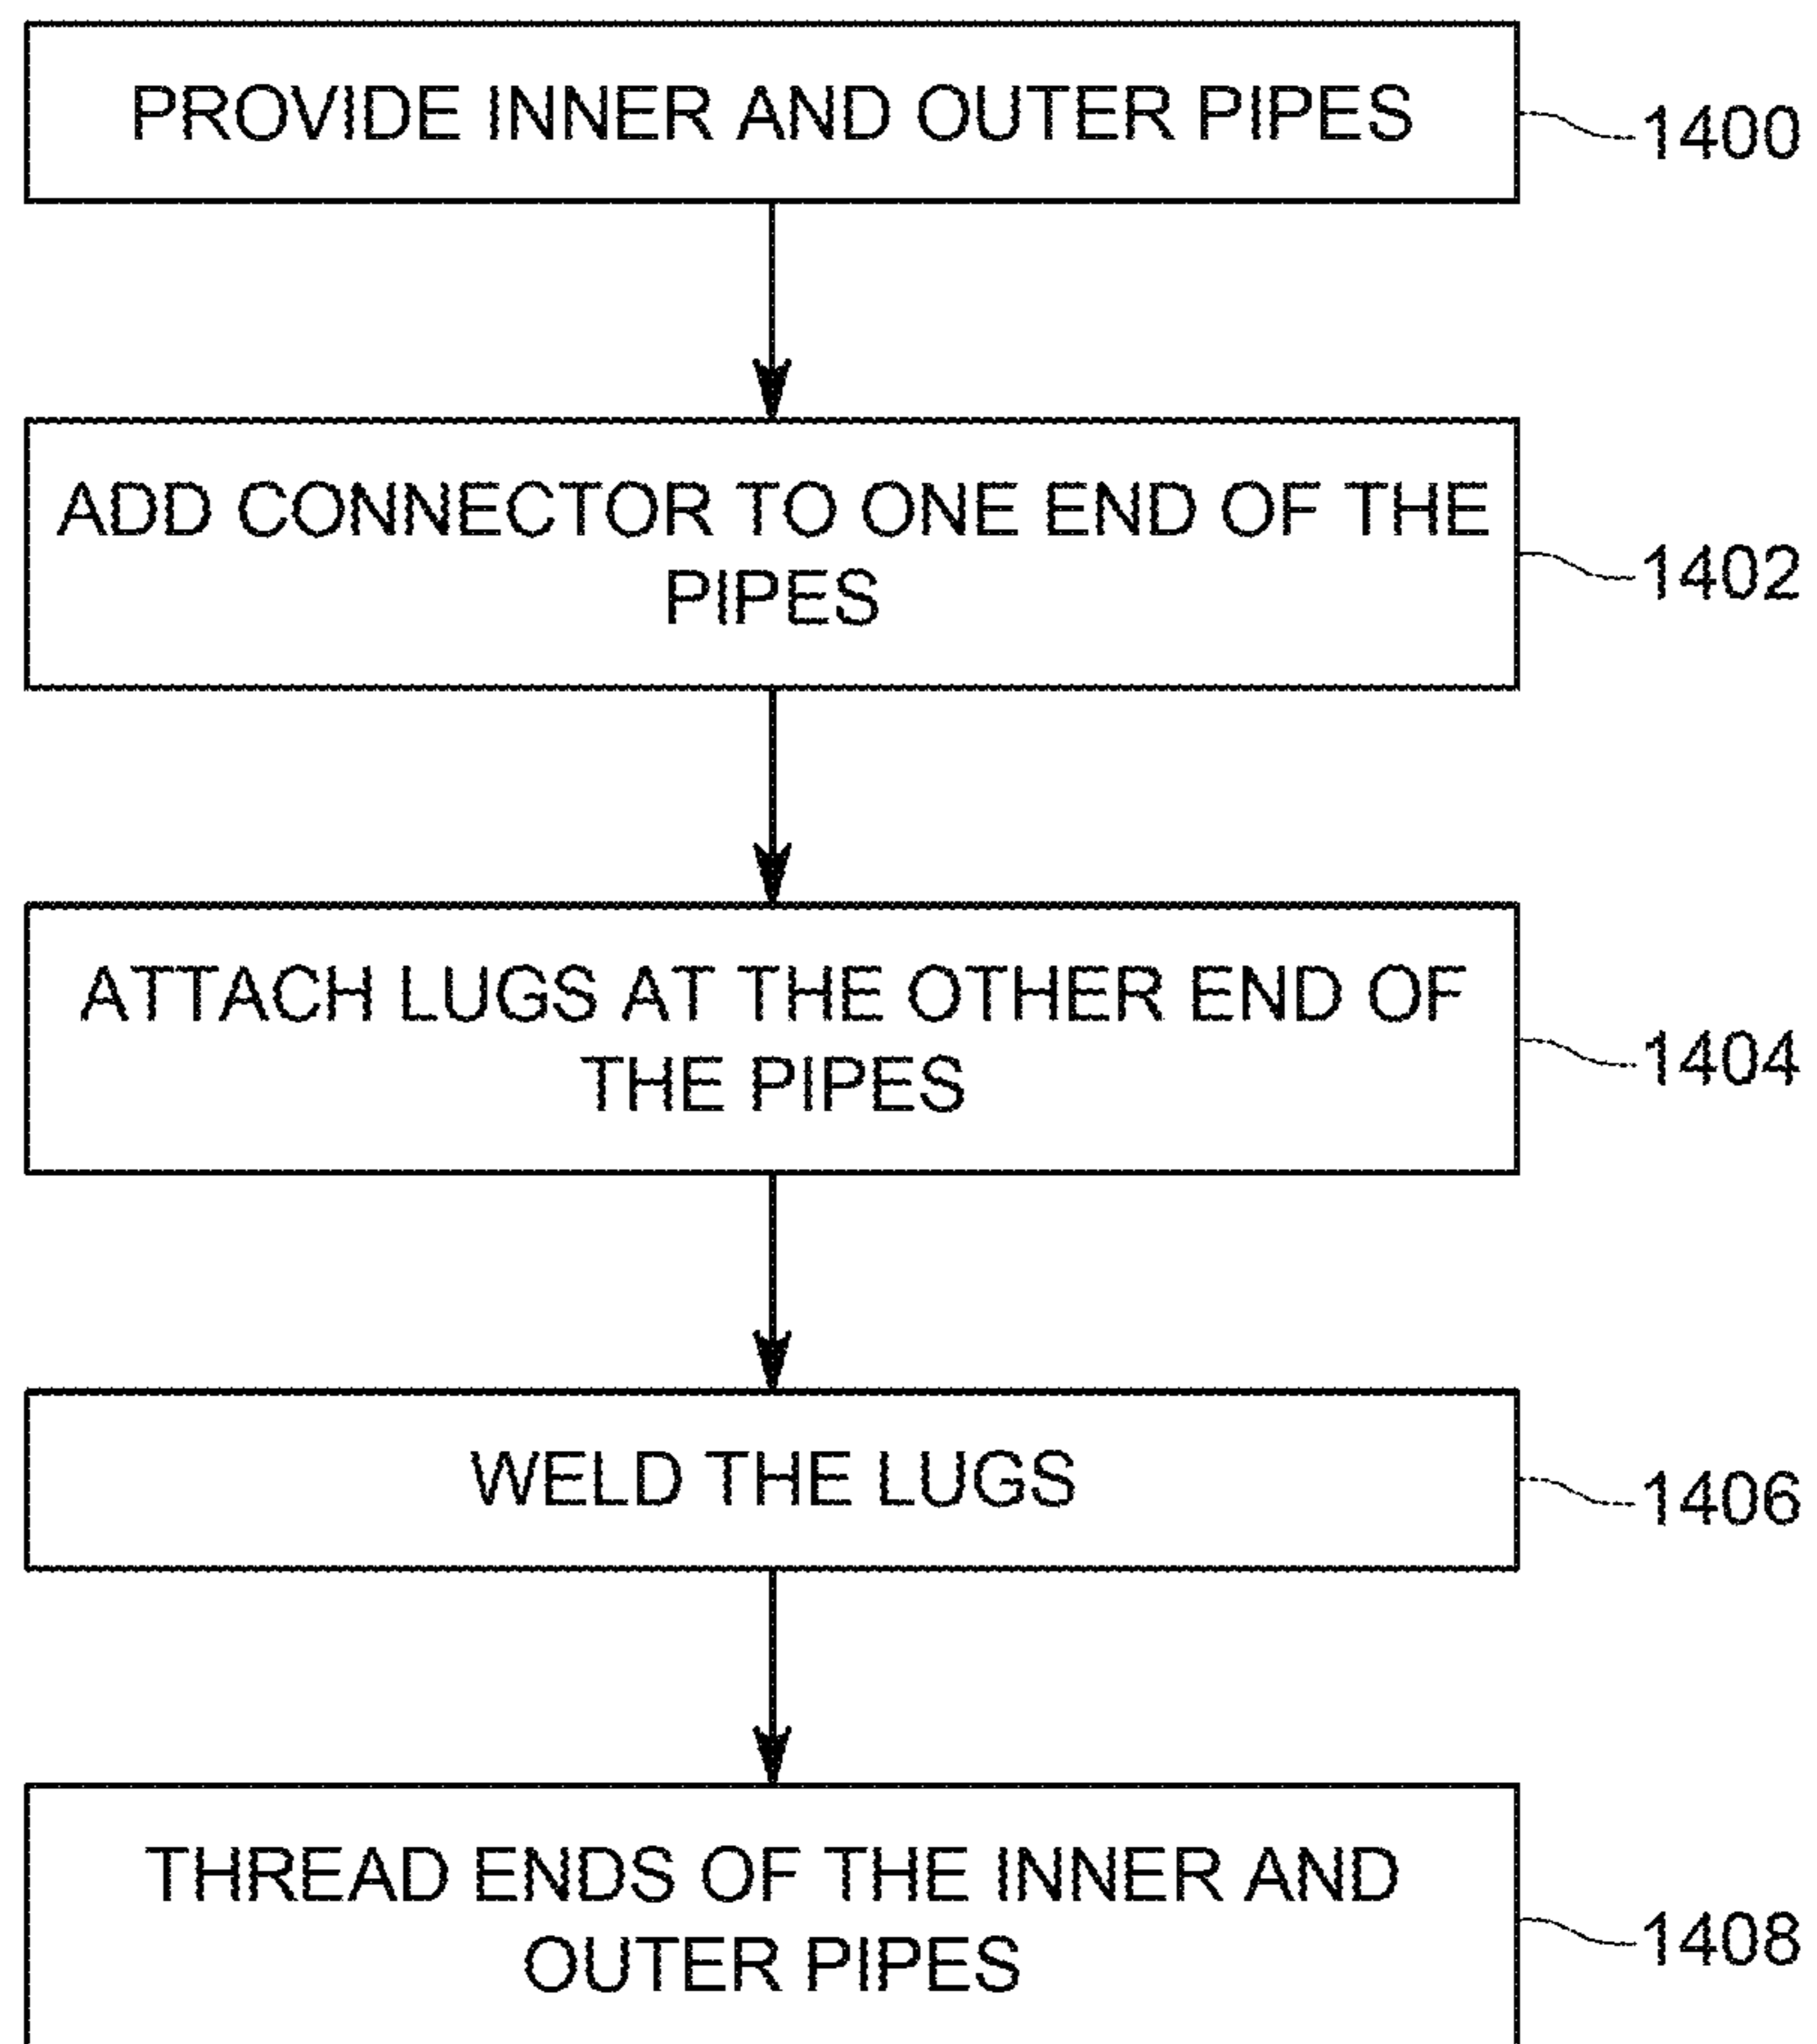 PROVIDE INNER AND OUTER PIPES
1400
ADD CONNECTOR TO ONE END OF THE
PIPES
1402
ATTACH LUGS AT THE OTHER END OF
THE PIPES
1404
WELD THE LUGS
1406
THREAD ENDS OF THE INNER AND
OUTER PIPES
1408